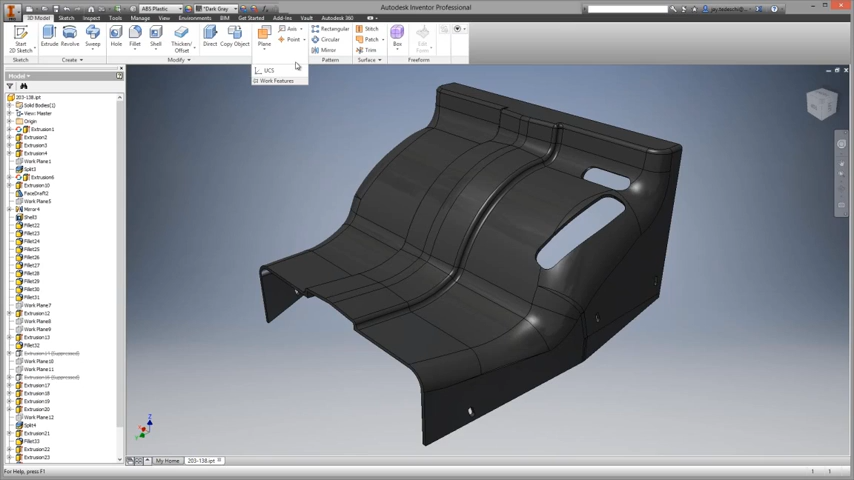 ABS Plastic
*Dark Gray
Autodesk Inventor Professional
3D Model Sketch Inspect Tools Manage View Environments BIM Get Started Add-Ins Vault Autodesk 360
Start
2D Sketch
Extrude
Revolve
Sweep
Hole
Fillet
Shell
Thicken/
Offset
Direct
Copy Object
Plane
Axis
Point
UCS
Rectangular
Circular
Mirror
Stitch
Patch
Trim
Box
Edit
Form
Create
Modify
Work Features
Pattern
Surface
Freeform
Model
203-138.ipt
Solid Bodies(1)
View: Master
Origin
Extrusion1
Extrusion2
Extrusion3
Extrusion4
Work Plane1
Split3
Extrusion6
Extrusion10
FaceDraft2
Work Plane5
Mirror4
Shell3
Fillet22
Fillet23
Fillet24
Fillet25
Fillet26
Fillet27
Fillet28
Fillet29
Fillet30
Fillet31
Work Plane7
Extrusion12
Work Plane8
Work Plane9
Extrusion13
Fillet32
Work Plane10
Work Plane11
Extrusion17
Extrusion18
Extrusion19
Extrusion20
Work Plane12
Split4
Fillet33
Extrusion22
Extrusion23
Z
My Home
203-138.ipt
For Help, press F1